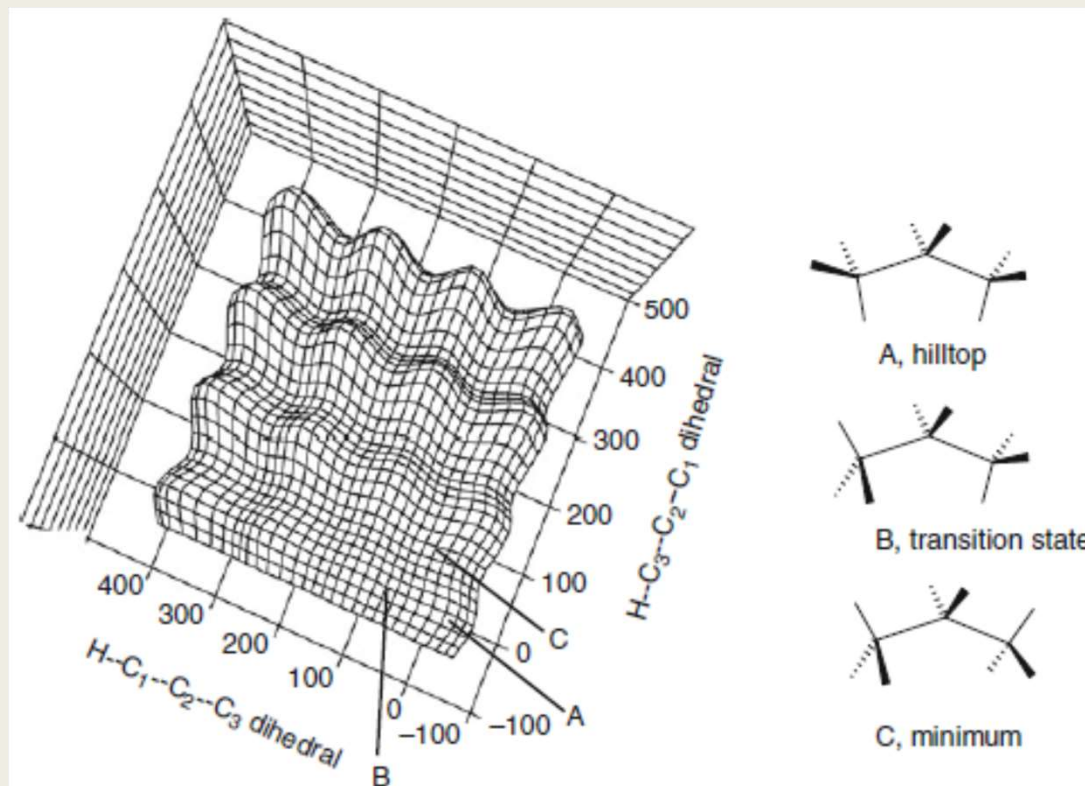 500
400
300
200
100
0
-100
H--C3--C2--C1 dihedral
400
300
200
100
0
-100
H--C1--C2--C3 dihedral
C
A
B
A, hilltop
B, transition state
C, minimum